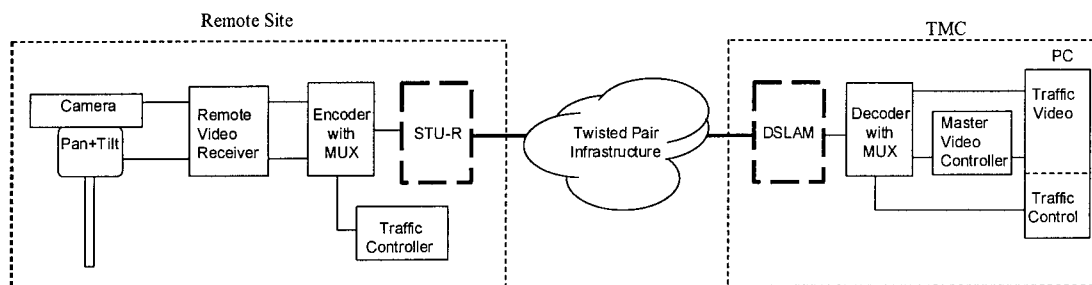 Remote Site
TMC
PC
Camera
Pan+Tilt
Remote
Video
Receiver
Encoder
with
MUX
STU-R
Traffic
Controller
Twisted Pair
Infrastructure
DSLAM
Decoder
with
MUX
Master
Video
Controller
Traffic
Video
Traffic
Control